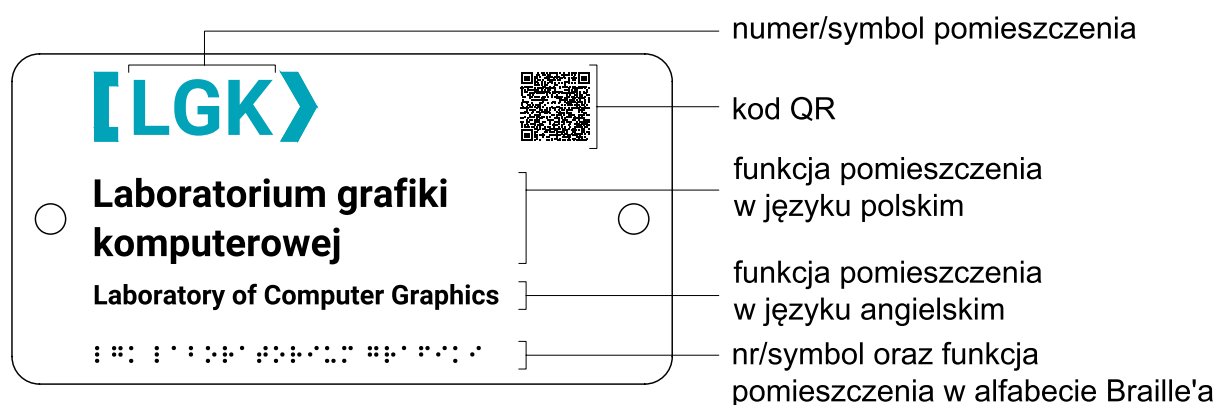 numer/symbol pomieszczenia
[LGK⟩
kod QR
funkcja pomieszczenia
w języku polskim
Laboratorium grafiki
komputerowej
funkcja pomieszczenia
w języku angielskim
Laboratory of Computer Graphics
⠇⠛⠅ ⠇⠁⠃⠕⠗⠁⠞⠕⠗⠊⠥⠍ ⠛⠗⠁⠋⠊⠅⠊
nr/symbol oraz funkcja
pomieszczenia w alfabecie Braille'a